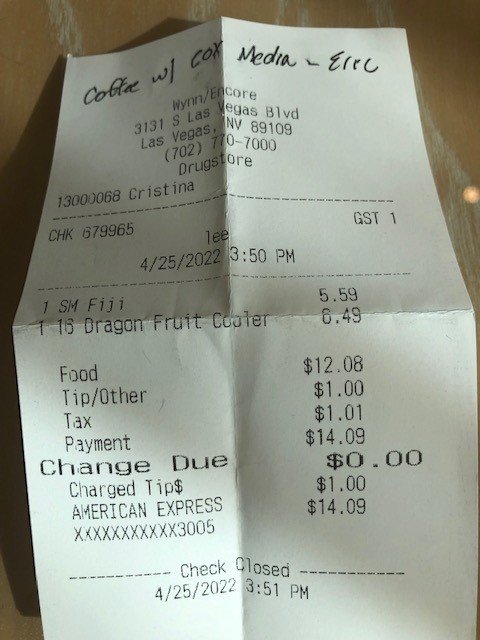 Coffee w/ COX Media - Eric
Wynn/Encore
3131 S Las Vegas Blvd
Las Vegas, NV 89109
(702) 770-7000
Drugstore
13000068 Cristina
CHK 679965 GST 1
lee
4/25/2022 3:50 PM
1 SM Fiji 5.59
1 16 Dragon Fruit Cooler 6.49
Food $12.08
Tip/Other $1.00
Tax $1.01
Payment $14.09
Change Due $0.00
Charged Tip$ $1.00
AMERICAN EXPRESS $14.09
XXXXXXXXXXX3005
---------- Check Closed ----------
4/25/2022 3:51 PM